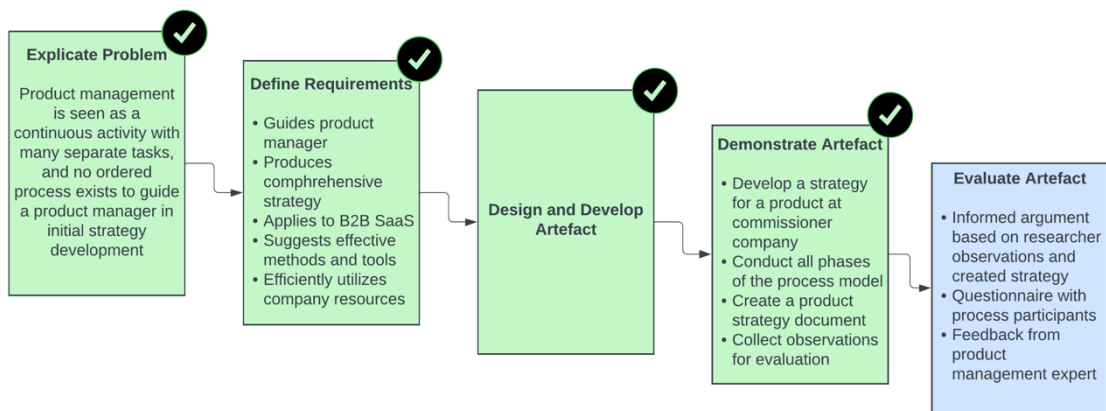 Explicate Problem
Product management
is seen as a
continuous activity with
many separate tasks,
and no ordered
process exists to guide
a product manager in
initial strategy
development
Define Requirements
• Guides product
manager
• Produces
comphrehensive
strategy
• Applies to B2B SaaS
• Suggests effective
methods and tools
• Efficiently utilizes
company resources
Design and Develop
Artefact
Demonstrate Artefact
• Develop a strategy
for a product at
commissioner
company
• Conduct all phases
of the process model
• Create a product
strategy document
• Collect observations
for evaluation
Evaluate Artefact
• Informed argument
based on researcher
observations and
created strategy
• Questionnaire with
process participants
• Feedback from
product
management expert